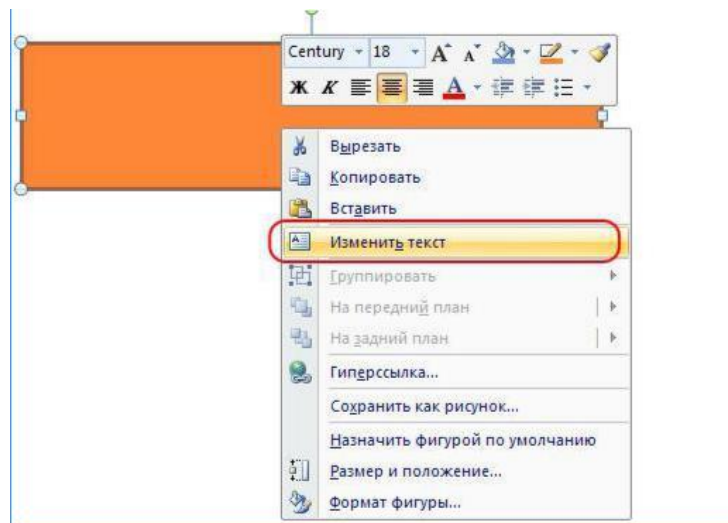 Century 18
Ж К
Вырезать
Копировать
Вставить
Изменить текст
Группировать
На передний план
На задний план
Гиперссылка...
Сохранить как рисунок...
Назначить фигурой по умолчанию
Размер и положение...
Формат фигуры...